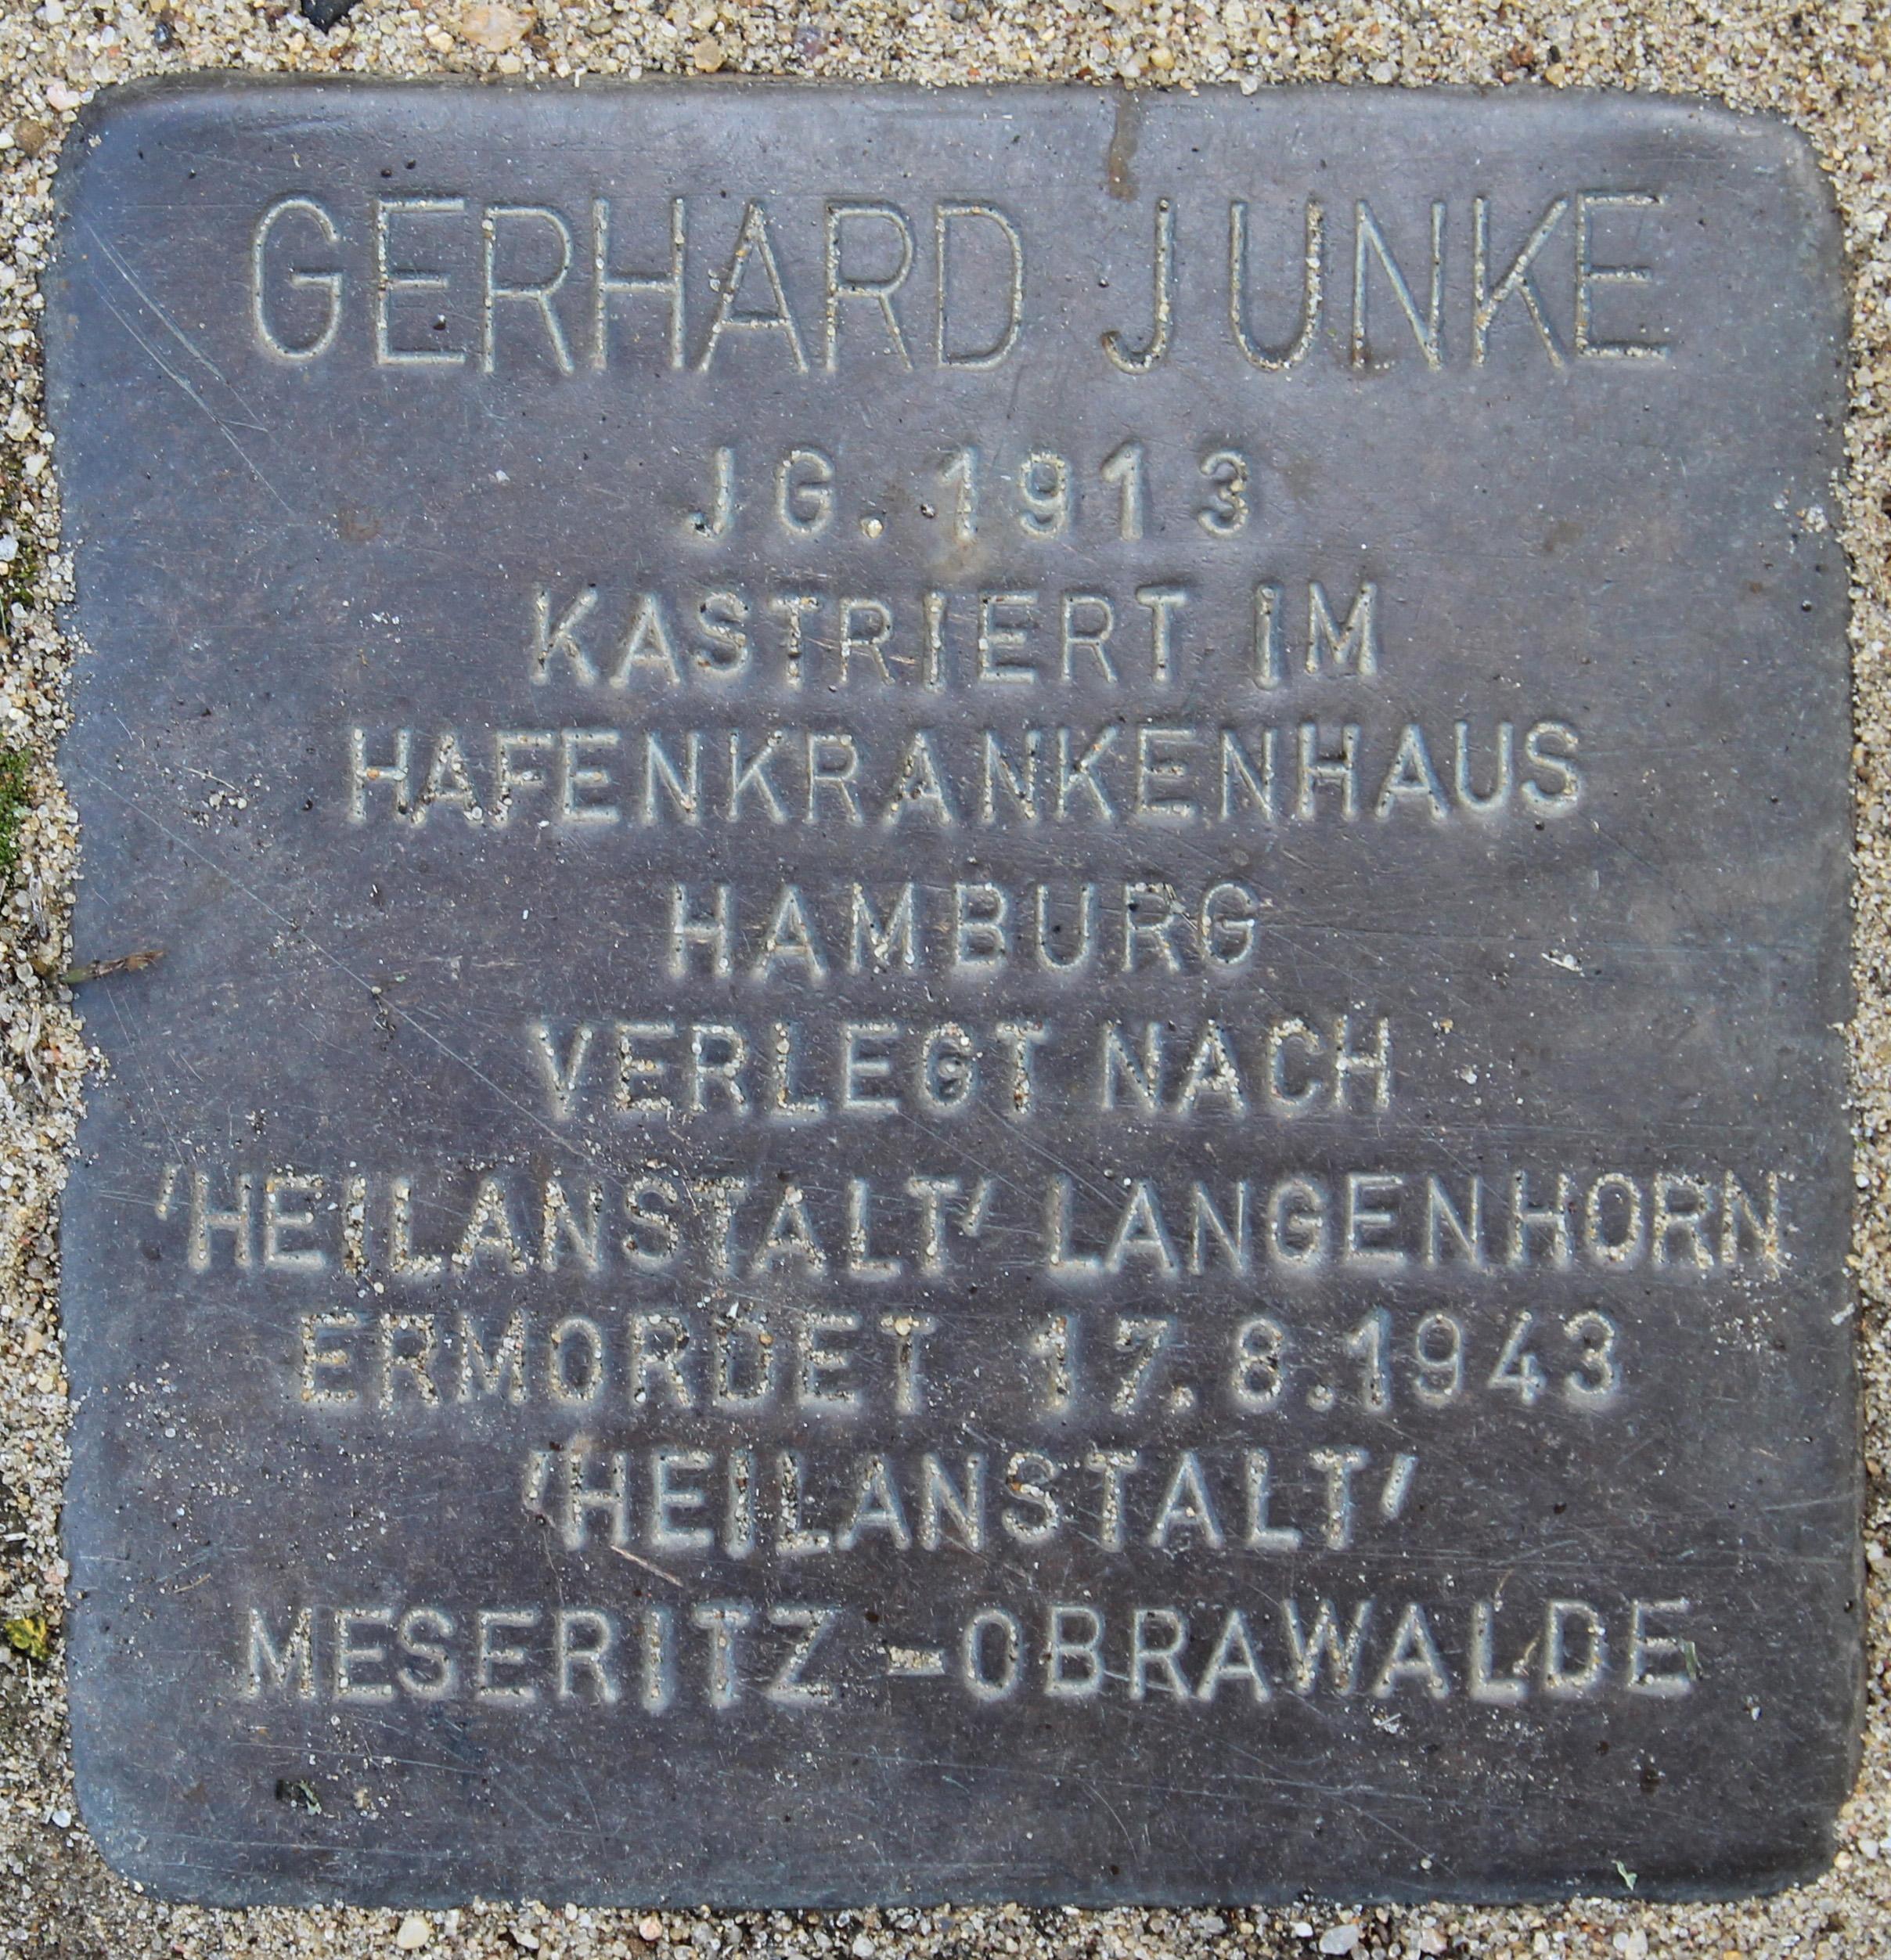 GERHARD JUNKE
JG. 1913
KASTRIERT IM
HAFENKRANKENHAUS
HAMBURG
VERLEGT NACH
'HEILANSTALT' LANGENHORN
ERMORDET 17.8.1943
'HEILANSTALT'
MESERITZ-OBRAWALDE